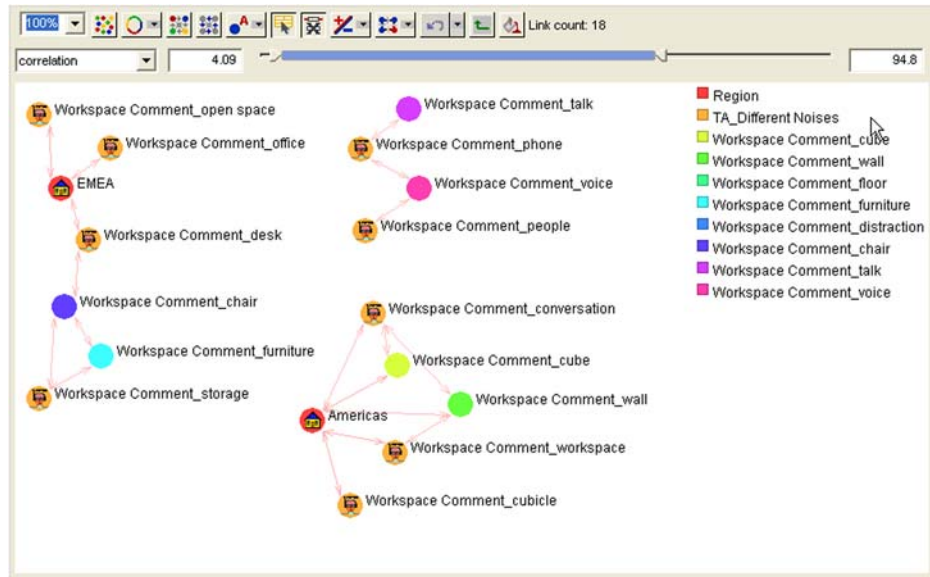 100% Link count: 18
correlation 4.09 94.8
Workspace Comment_open space
Workspace Comment_office
EMEA
Workspace Comment_desk
Workspace Comment_chair
Workspace Comment_furniture
Workspace Comment_storage
Workspace Comment_talk
Workspace Comment_phone
Workspace Comment_voice
Workspace Comment_people
Workspace Comment_conversation
Workspace Comment_cube
Workspace Comment_wall
Americas
Workspace Comment_workspace
Workspace Comment_cubicle
Region
TA_Different Noises
Workspace Comment_cube
Workspace Comment_wall
Workspace Comment_floor
Workspace Comment_furniture
Workspace Comment_distraction
Workspace Comment_chair
Workspace Comment_talk
Workspace Comment_voice